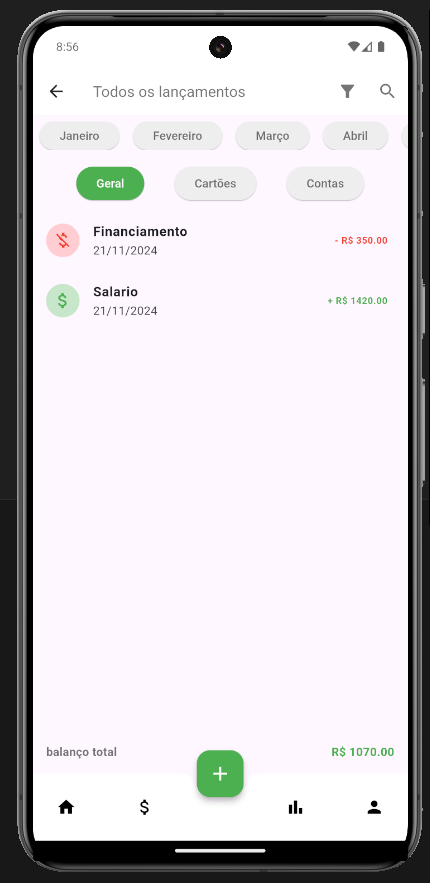 8:56
Todos os lançamentos
Janeiro Fevereiro Março Abril
Geral Cartões Contas
Financiamento
21/11/2024
- R$ 350.00
Salario
21/11/2024
+ R$ 1420.00
balanço total R$ 1070.00